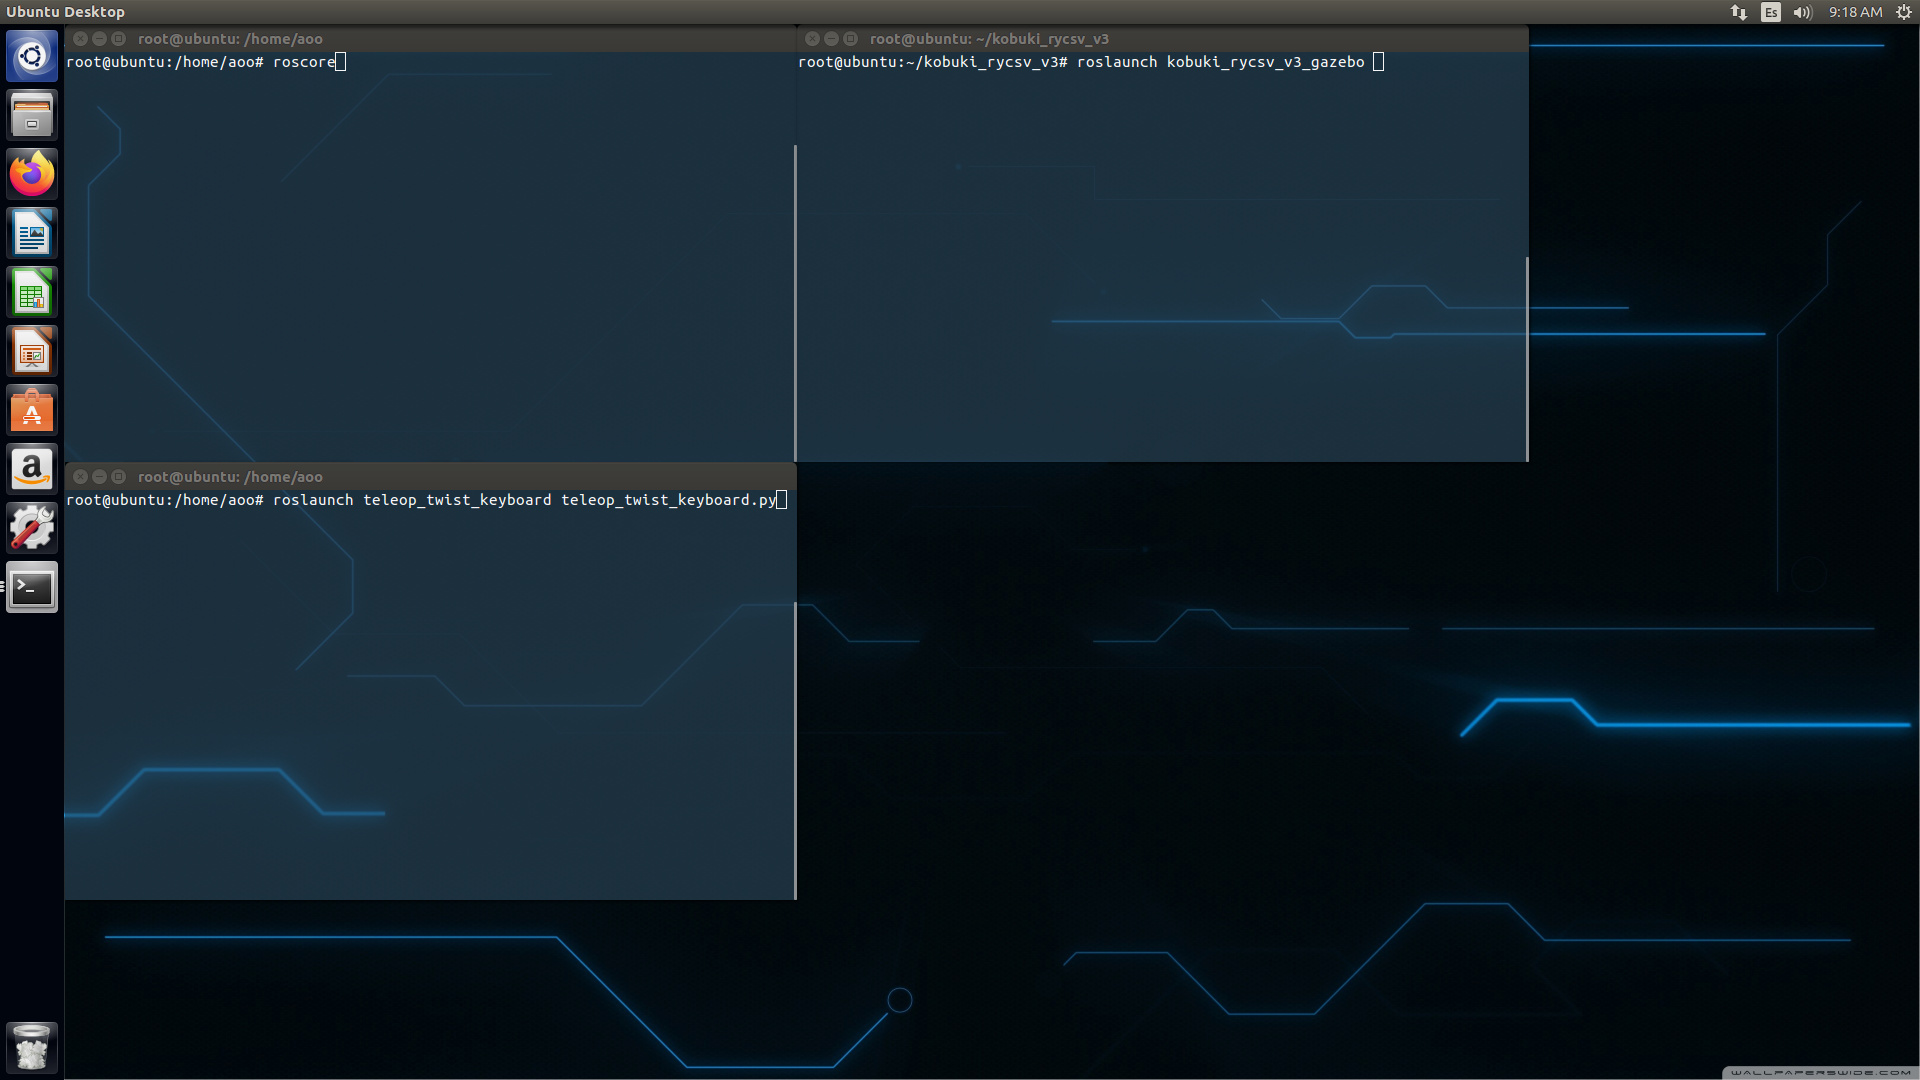 Ubuntu Desktop
Es
9:18 AM
root@ubuntu: /home/aoo
root@ubuntu:/home/aoo# roscore
root@ubuntu: ~/kobuki_rycsv_v3
root@ubuntu:~/kobuki_rycsv_v3# roslaunch kobuki_rycsv_v3_gazebo
root@ubuntu: /home/aoo
root@ubuntu:/home/aoo# roslaunch teleop_twist_keyboard teleop_twist_keyboard.py
WALLPAPERSWIDE.COM